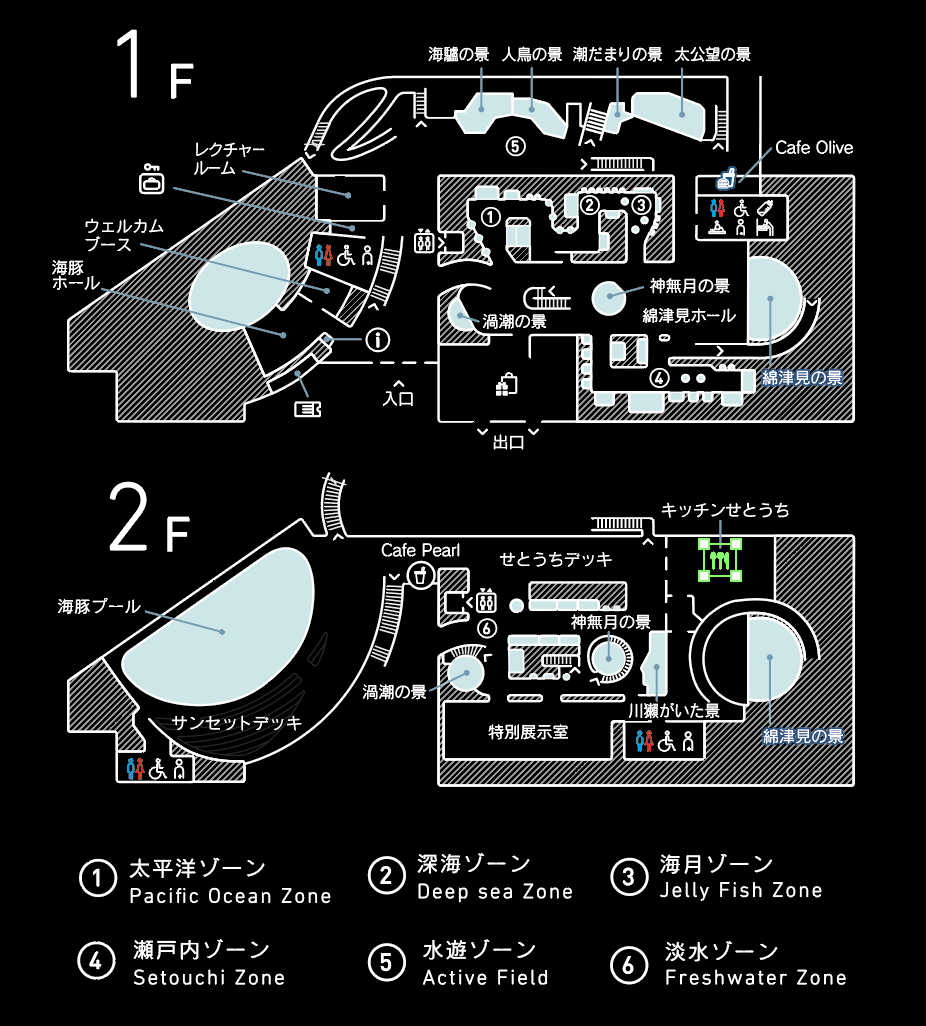 1F
海驢の景
人鳥の景
潮だまりの景
太公望の景
5
Cafe Olive
レクチャー
ルーム
ウェルカム
ブース
海豚
ホール
1
2
3
神無月の景
渦潮の景
綿津見ホール
i
4
綿津見の景
入口
出口
2F
キッチンせとうち
Cafe Pearl
せとうちデッキ
海豚プール
6
神無月の景
渦潮の景
川獺がいた景
サンセットデッキ
特別展示室
綿津見の景
1 太平洋ゾーン
Pacific Ocean Zone
2 深海ゾーン
Deep sea Zone
3 海月ゾーン
Jelly Fish Zone
4 瀬戸内ゾーン
Setouchi Zone
5 水遊ゾーン
Active Field
6 淡水ゾーン
Freshwater Zone